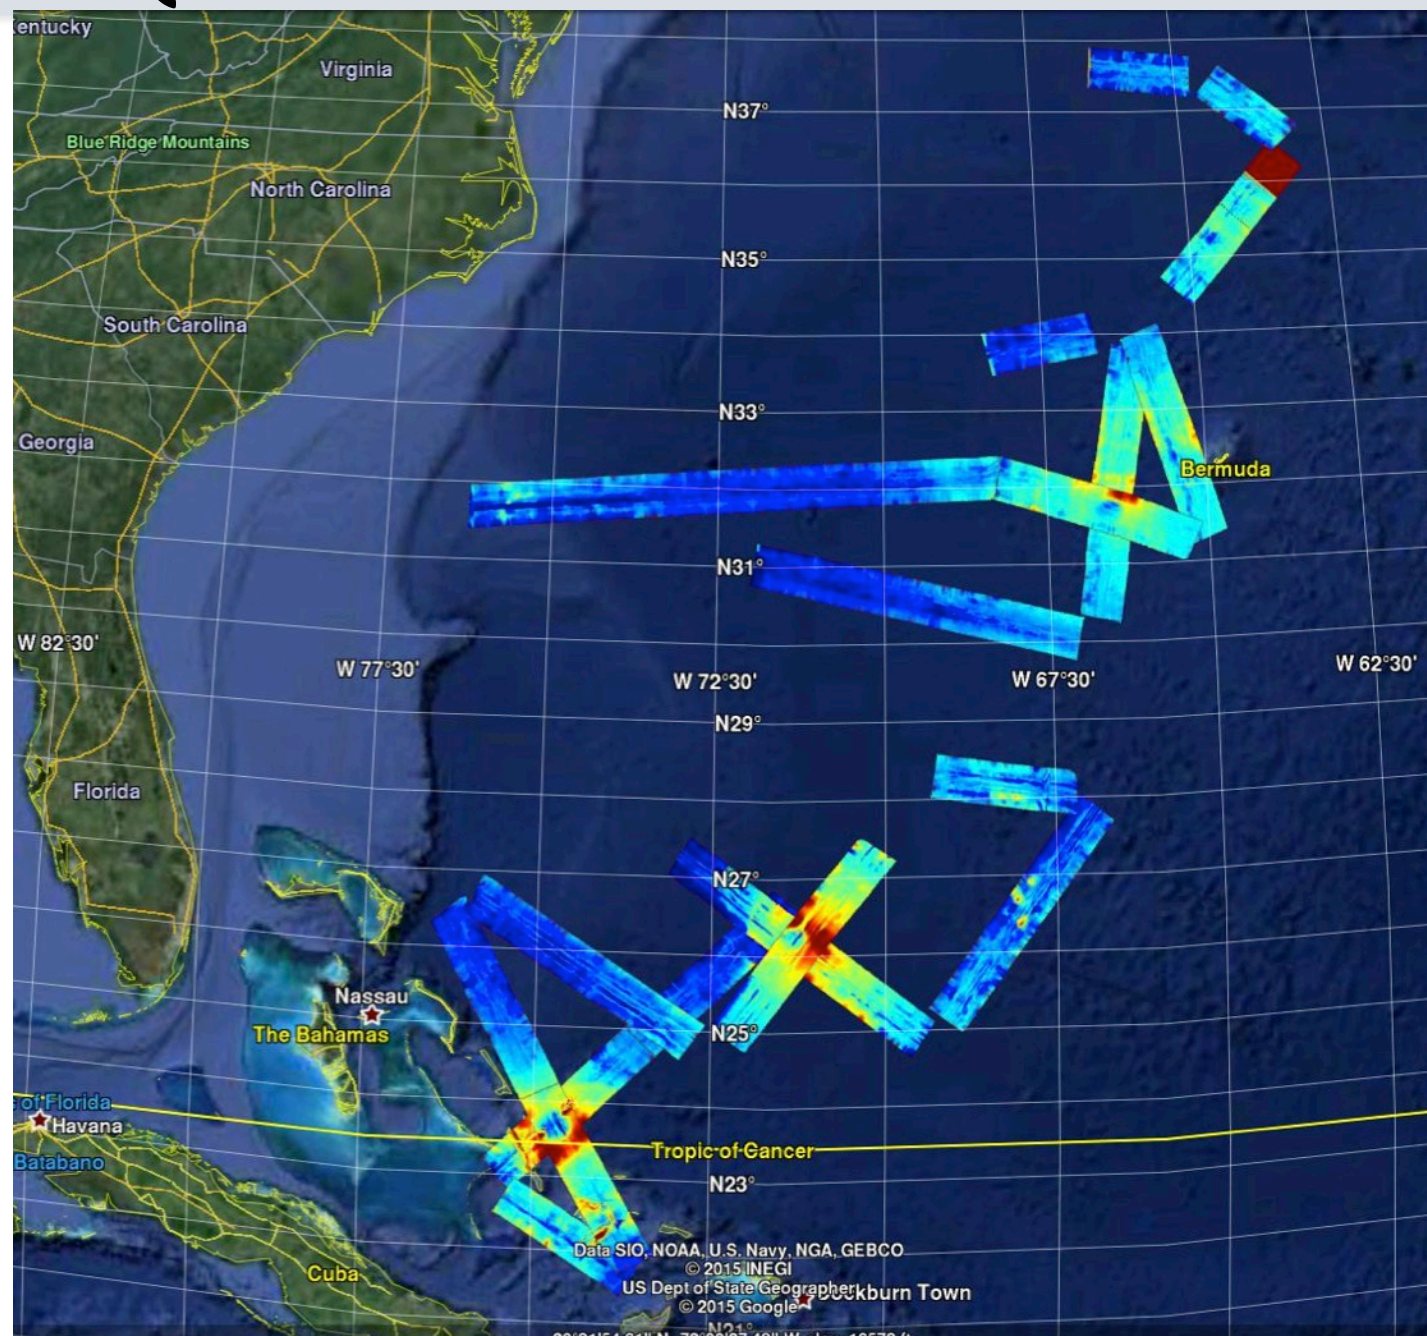 Kentucky
Virginia
N37°
Blue Ridge Mountains
North Carolina
N35°
South Carolina
N33°
Georgia
Bermuda
N31°
W 82°30'
W 77°30'
W 72°30'
W 67°30'
W 62°30'
N29°
Florida
N27°
Nassau
The Bahamas
N25°
of Florida
Havana
Tropic of Cancer
Batabano
N23°
Data SIO, NOAA, U.S. Navy, NGA, GEBCO
© 2015 INEGI
Cuba
US Dept of State Geographer
© 2015 Google
N21°